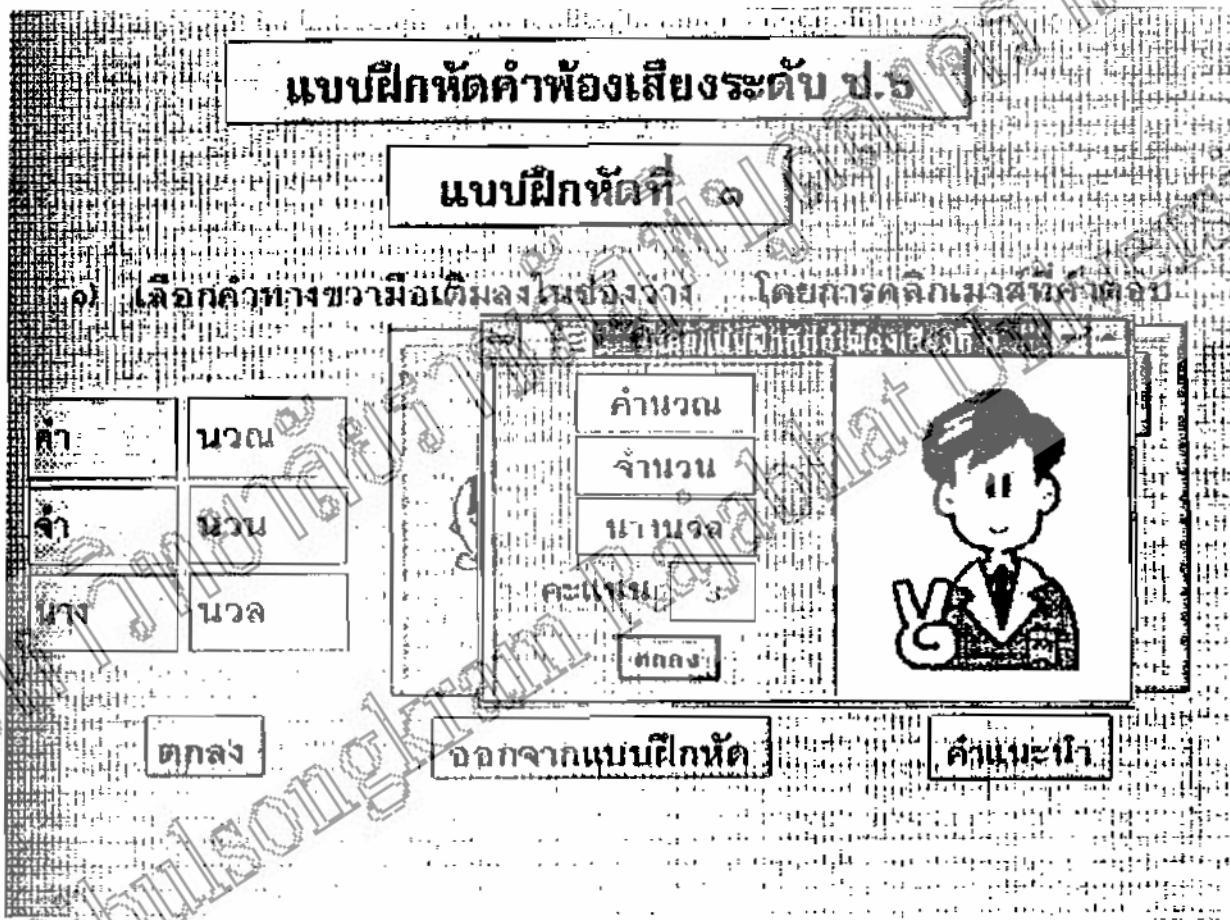 แบบฝึกหัดคำพ้องเสียงระดับ ป.๖
แบบฝึกหัดที่ ๑
๑) เลือกคำทางขวามือเติมลงในช่องว่าง โดยการคลิกเมาส์ที่คำตอบ
คำ นวณ
จำ นวน
นาง นวล
คำนวณ
จำนวน
นางนวล
คะแนน
ตกลง
ตกลง
ออกจากแบบฝึกหัด
คำแนะนำ
Rajabhat